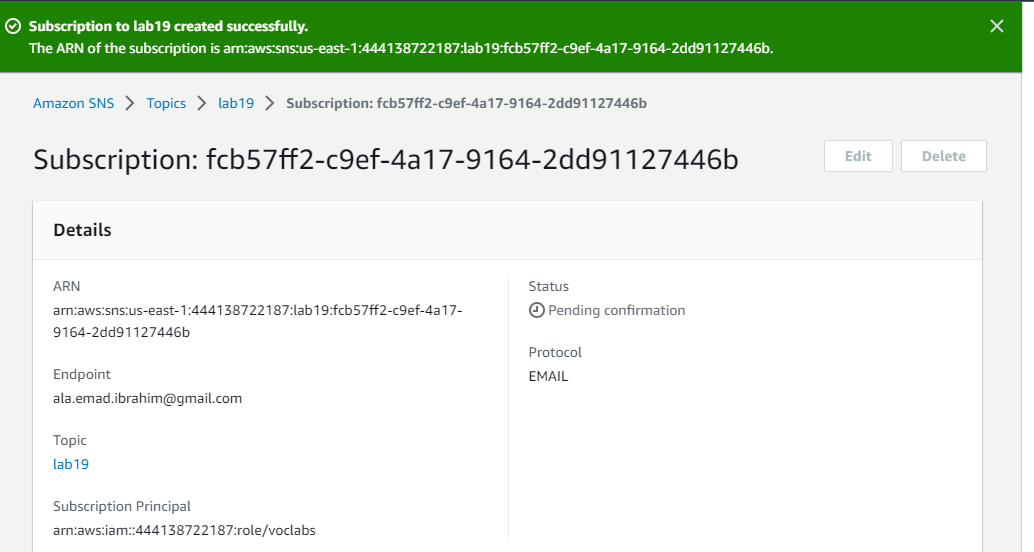 Subscription to lab19 created successfully.
The ARN of the subscription is arn:aws:sns:us-east-1:444138722187:lab19:fcb57ff2-c9ef-4a17-9164-2dd91127446b.
Amazon SNS > Topics > lab19 > Subscription: fcb57ff2-c9ef-4a17-9164-2dd91127446b
Subscription: fcb57ff2-c9ef-4a17-9164-2dd91127446b
Edit
Delete
Details
ARN
arn:aws:sns:us-east-1:444138722187:lab19:fcb57ff2-c9ef-4a17-
9164-2dd91127446b
Endpoint
ala.emad.ibrahim@gmail.com
Topic
lab19
Subscription Principal
arn:aws:iam::444138722187:role/voclabs
Status
Pending confirmation
Protocol
EMAIL